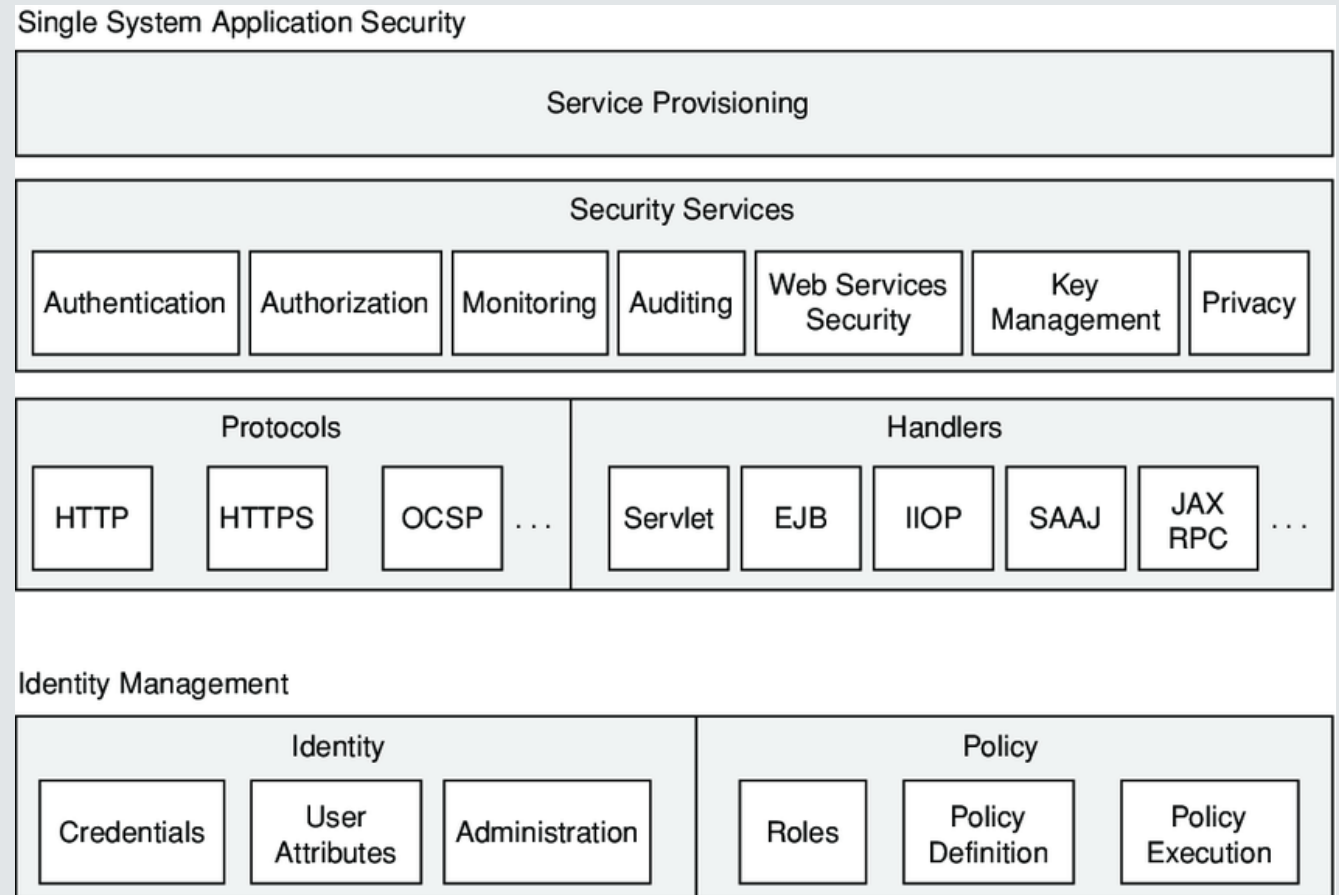 Single System Application Security
Service Provisioning
Security Services
Authentication
Authorization
Monitoring
Auditing
Web Services
Security
Key
Management
Privacy
Protocols
HTTP
HTTPS
OCSP
. . .
Handlers
Servlet
EJB
IIOP
SAAJ
JAX
RPC
. . .
Identity Management
Identity
Credentials
User
Attributes
Administration
Policy
Roles
Policy
Definition
Policy
Execution